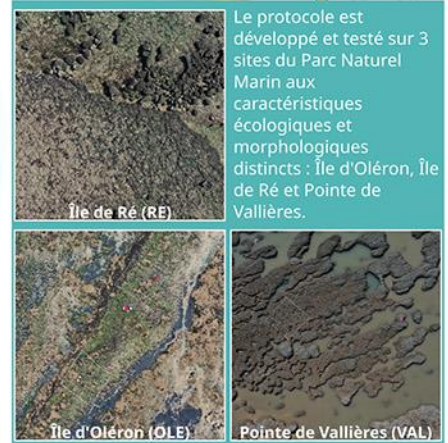 Le protocole est
développé et testé sur 3
sites du Parc Naturel
Marin aux
caractéristiques
écologiques et
morphologiques
distincts : Île d'Oléron, Île
de Ré et Pointe de
Vallières.
Île de Ré (RE)
Île d'Oléron (OLE)
Pointe de Vallières (VAL)